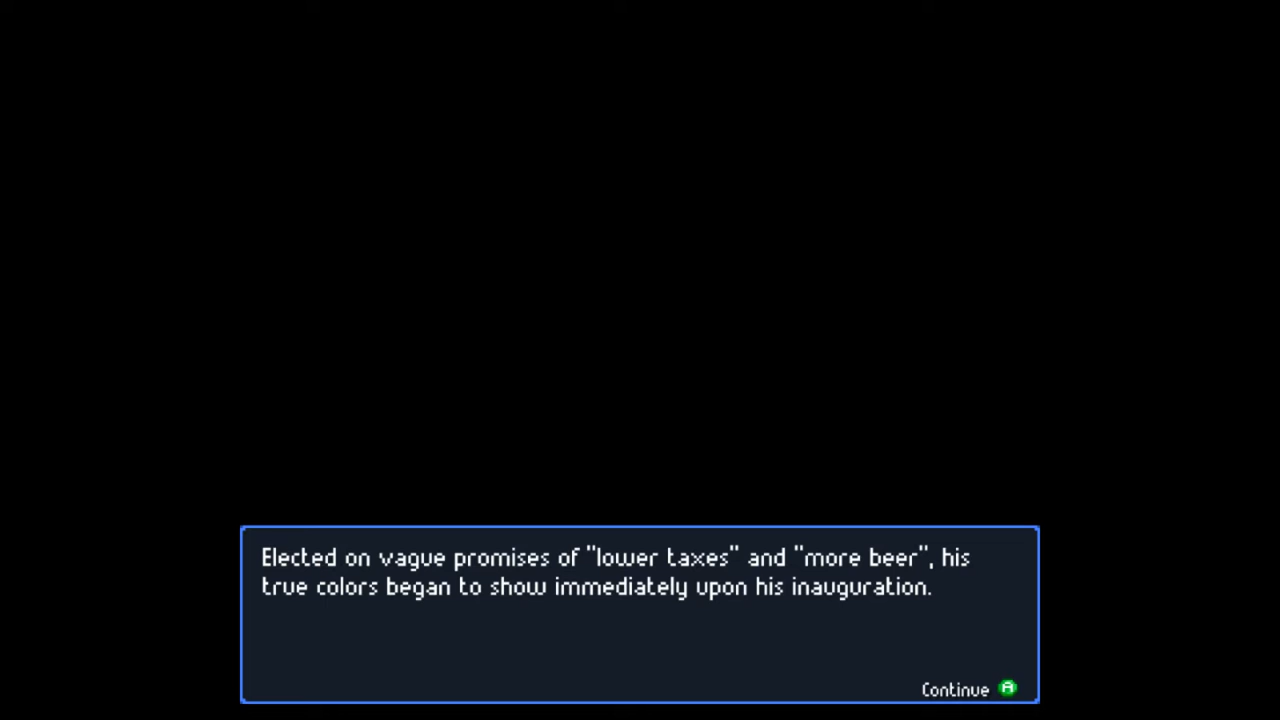 Elected on vague promises of "lower taxes" and "more beer", his
true colors began to show immediately upon his inauguration.
Continue A